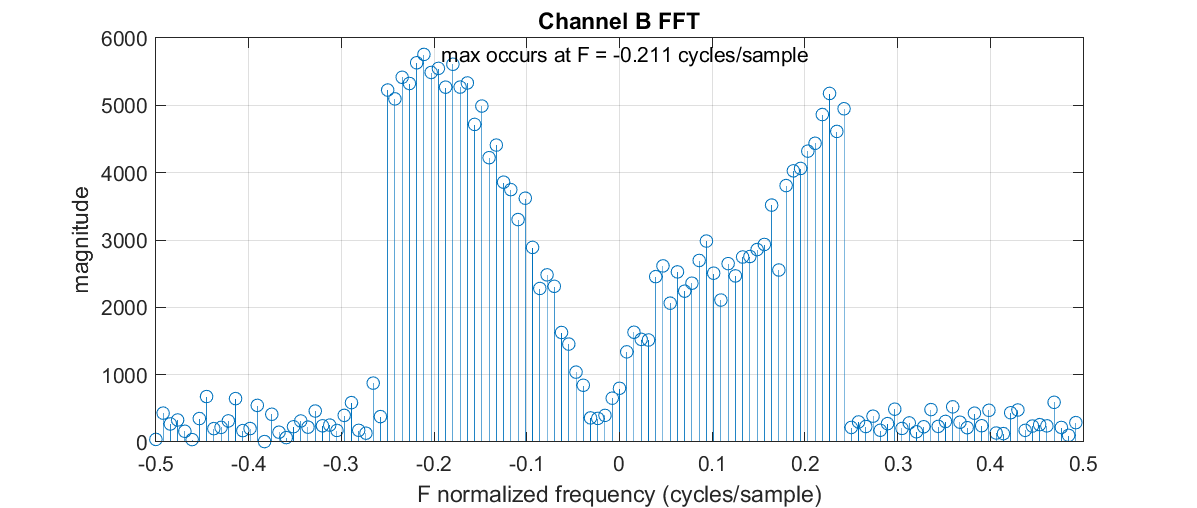 Channel B FFT
max occurs at F = -0.211 cycles/sample
6000
5000
4000
3000
2000
1000
0
magnitude
-0.5 -0.4 -0.3 -0.2 -0.1 0 0.1 0.2 0.3 0.4 0.5
F normalized frequency (cycles/sample)